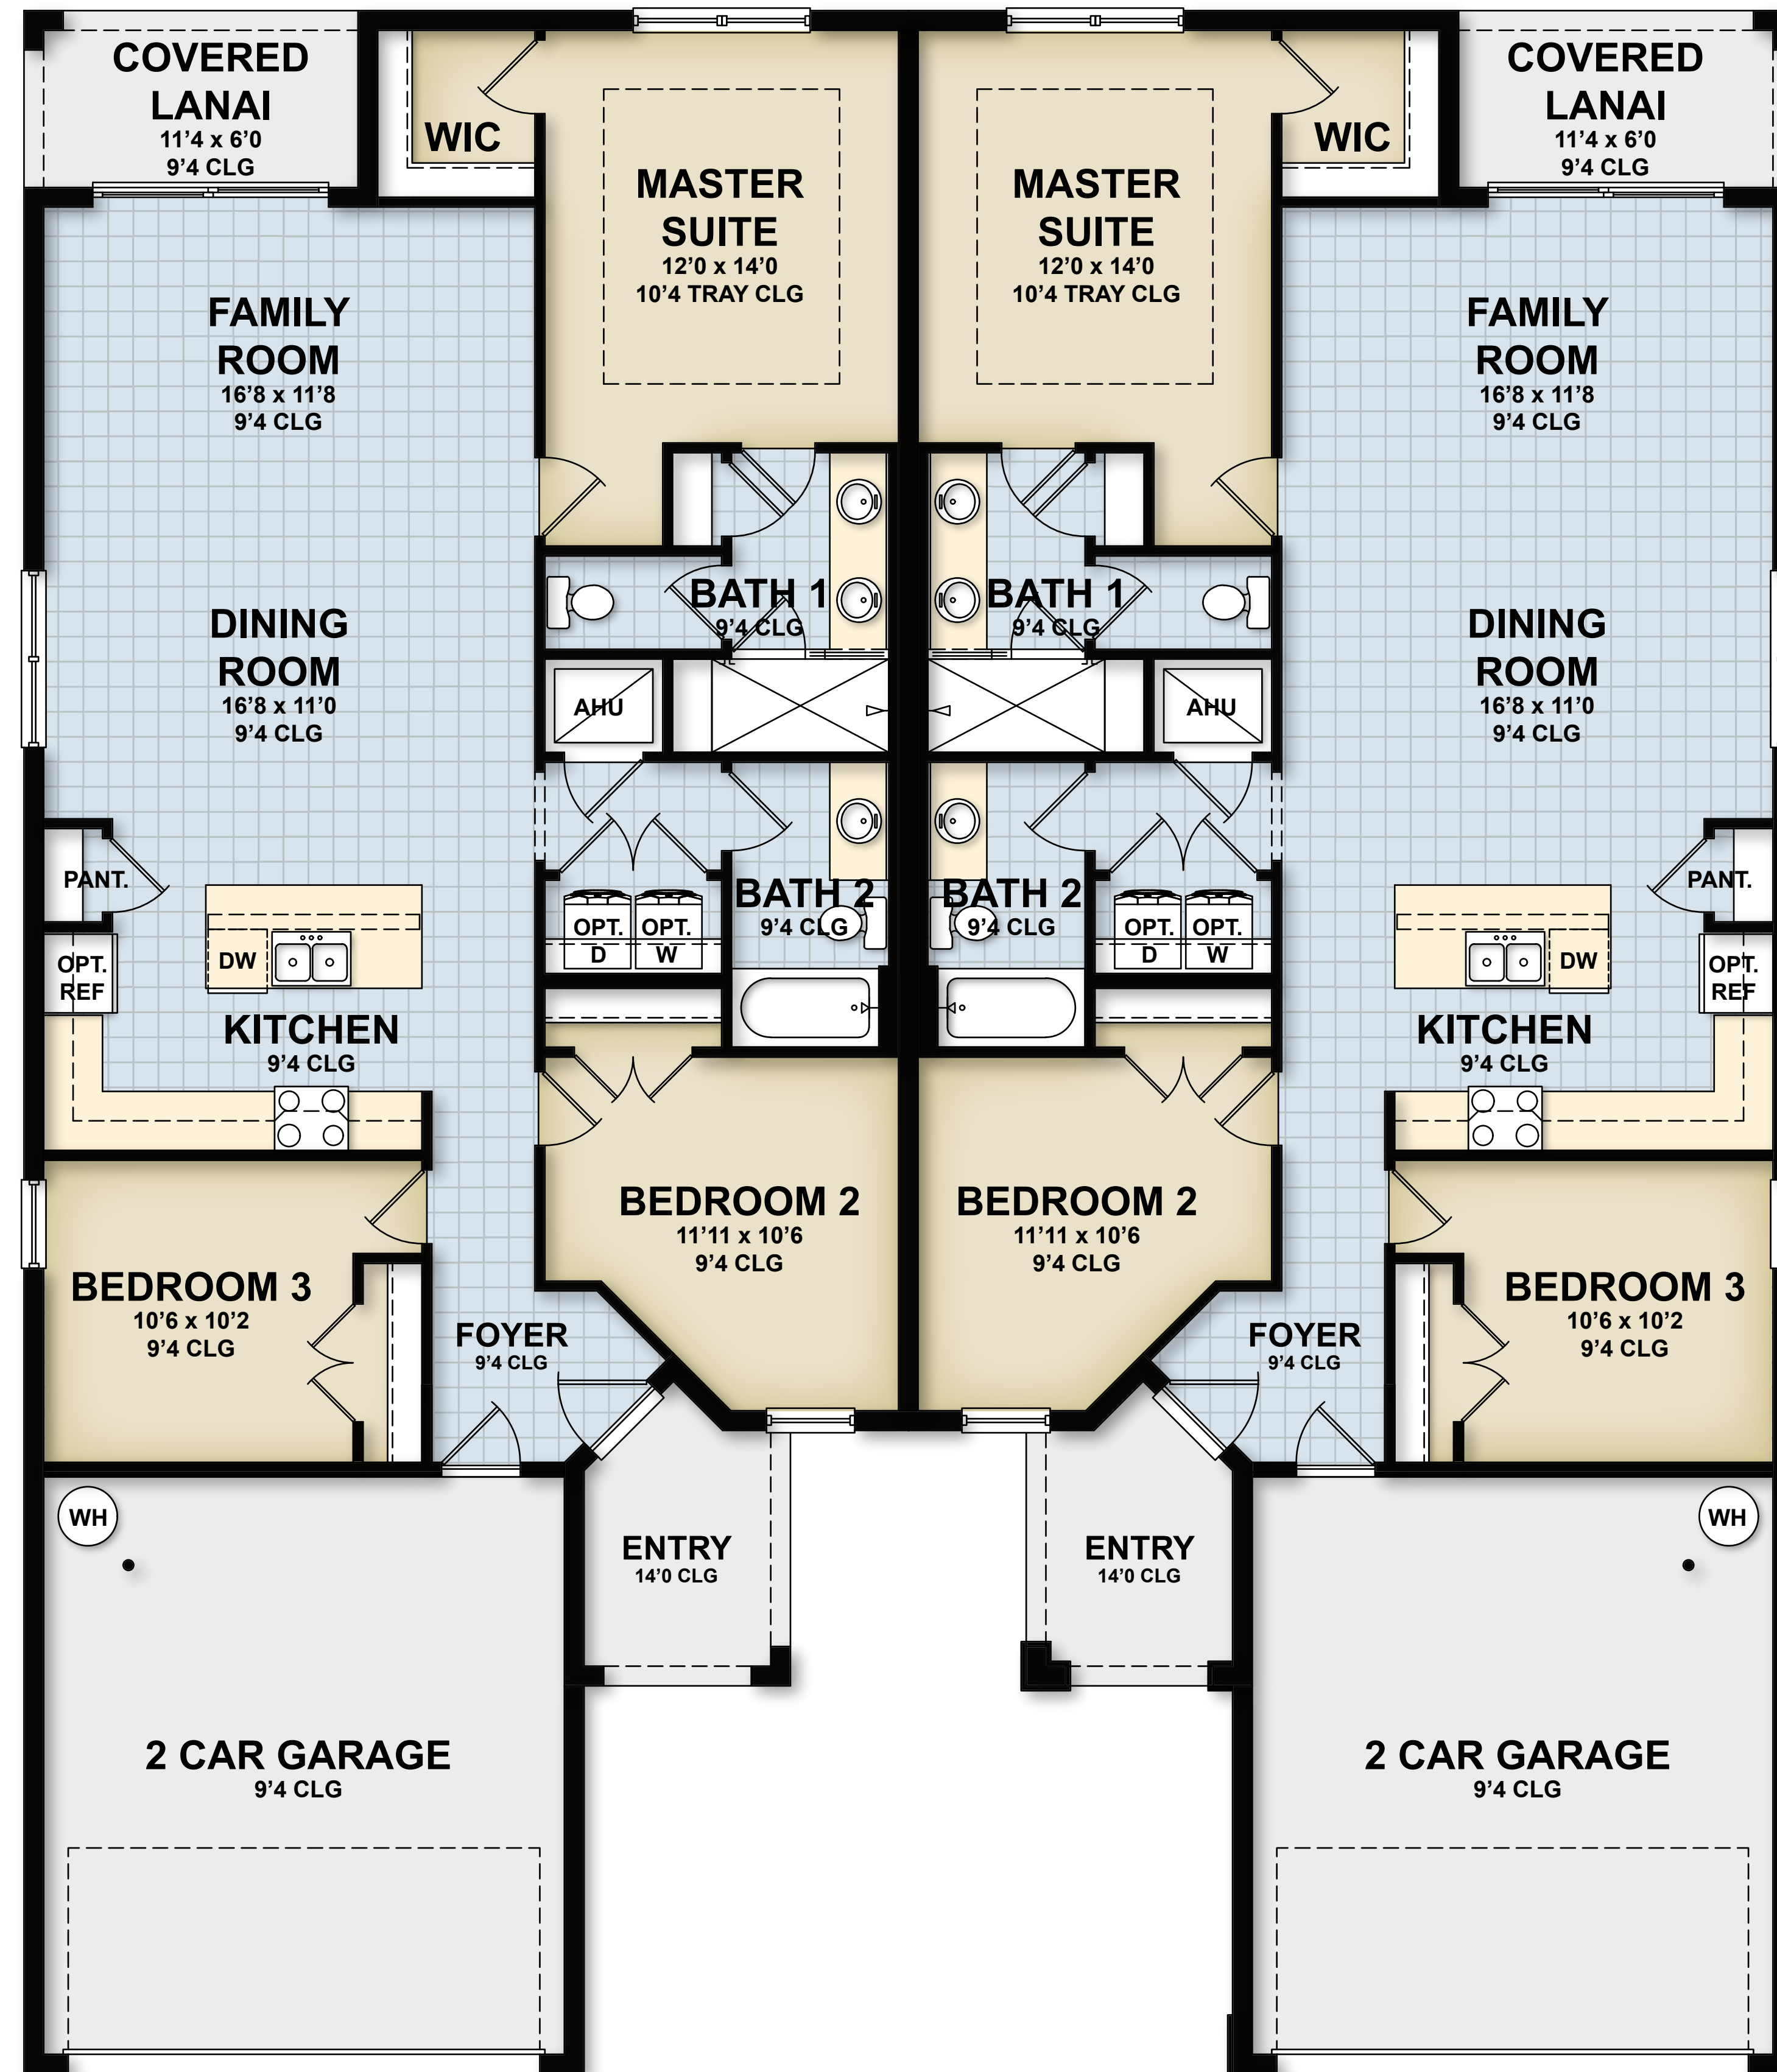 COVERED
LANAI
11’4 x 6’0
9’4 CLG
WIC
MASTER
SUITE
12’0 x 14’0
10’4 TRAY CLG
MASTER
SUITE
12’0 x 14’0
10’4 TRAY CLG
WIC
COVERED
LANAI
11’4 x 6’0
9’4 CLG
FAMILY
ROOM
16’8 x 11’8
9’4 CLG
FAMILY
ROOM
16’8 x 11’8
9’4 CLG
DINING
ROOM
16’8 x 11’0
9’4 CLG
BATH 1
9’4 CLG
BATH 1
9’4 CLG
DINING
ROOM
16’8 x 11’0
9’4 CLG
AHU
AHU
PANT.
OPT.
REF
DW
KITCHEN
9’4 CLG
OPT.
D
OPT.
W
BATH 2
9’4 CLG
BATH 2
9’4 CLG
OPT.
D
OPT.
W
PANT.
OPT.
REF
DW
KITCHEN
9’4 CLG
BEDROOM 2
11’11 x 10’6
9’4 CLG
BEDROOM 2
11’11 x 10’6
9’4 CLG
BEDROOM 3
10’6 x 10’2
9’4 CLG
FOYER
9’4 CLG
FOYER
9’4 CLG
BEDROOM 3
10’6 x 10’2
9’4 CLG
WH
ENTRY
14’0 CLG
ENTRY
14’0 CLG
WH
2 CAR GARAGE
9’4 CLG
2 CAR GARAGE
9’4 CLG